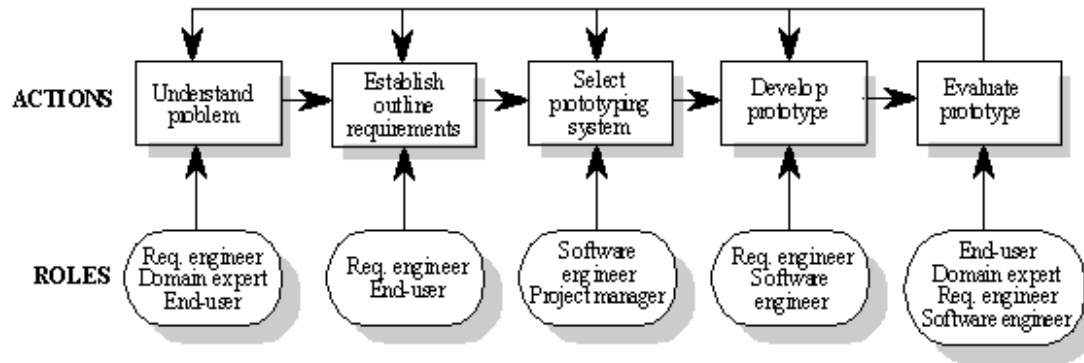 ACTIONS
Understand
problem
Establish
outline
requirements
Select
prototyping
system
Develop
prototype
Evaluate
prototype
ROLES
Req. engineer
Domain expert
End-user
Req. engineer
End-user
Software
engineer
Project manager
Req. engineer
Software
engineer
End-user
Domain expert
Req. engineer
Software engineer